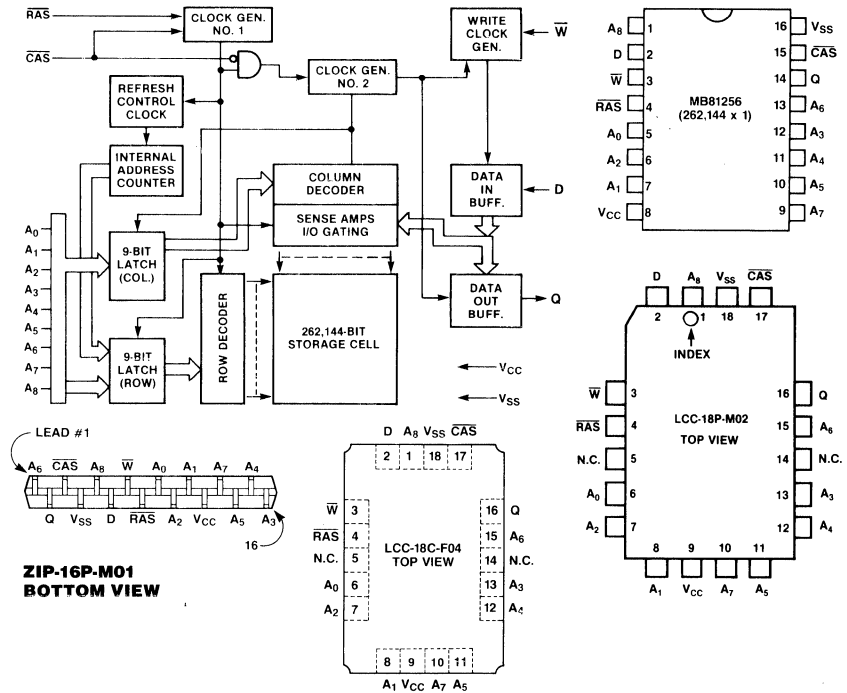 RAS
CLOCK GEN.
NO. 1
CAS
CLOCK GEN.
NO. 2
WRITE
CLOCK
GEN.
W
REFRESH
CONTROL
CLOCK
INTERNAL
ADDRESS
COUNTER
COLUMN
DECODER
SENSE AMPS
I/O GATING
DATA
IN
BUFF.
D
DATA
OUT
BUFF.
Q
A0
A1
A2
A3
A4
A5
A6
A7
A8
9-BIT
LATCH
(COL.)
9-BIT
LATCH
(ROW)
ROW DECODER
262,144-BIT
STORAGE CELL
VCC
VSS
A8 1
D 2
W 3
RAS 4
A0 5
A2 6
A1 7
VCC 8
MB81256
(262,144 x 1)
16 VSS
15 CAS
14 Q
13 A6
12 A3
11 A4
10 A5
9 A7
LEAD #1
A6 CAS A8 W A0 A1 A7 A4
Q VSS D RAS A2 VCC A5 A3
16
ZIP-16P-M01
BOTTOM VIEW
D A8 VSS CAS
2 1 18 17
W 3
RAS 4
N.C. 5
A0 6
A2 7
LCC-18C-F04
TOP VIEW
16 Q
15 A6
14 N.C.
13 A3
12 A4
8 9 10 11
A1 VCC A7 A5
D A8 VSS CAS
2 1 18 17
INDEX
W 3
RAS 4
N.C. 5
A0 6
A2 7
LCC-18P-M02
TOP VIEW
16 Q
15 A6
14 N.C.
13 A3
12 A4
8 9 10 11
A1 VCC A7 A5